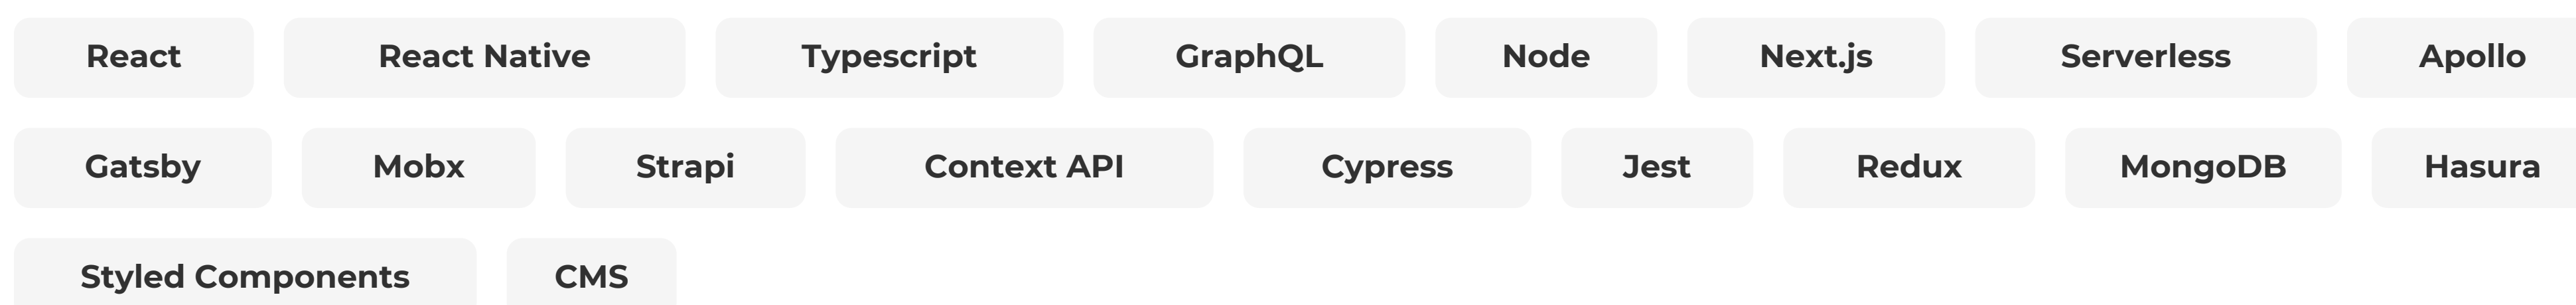 React React Native Typescript GraphQL Node Next.js Serverless Apollo
Gatsby Mobx Strapi Context API Cypress Jest Redux MongoDB Hasura
Styled Components CMS